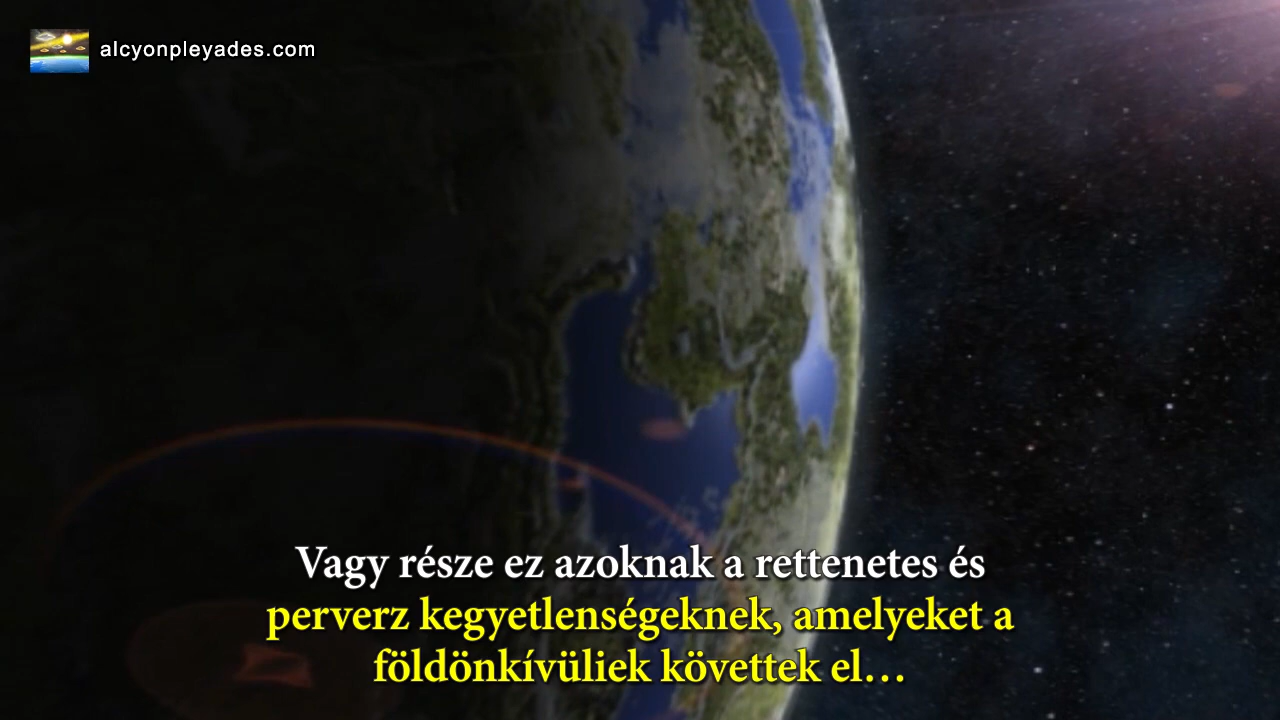 alcyonpleyades.com
Vagy része ez azoknak a rettenetes és
perverz kegyetlenségeknek, amelyeket a
földönkívüliek követtek el…